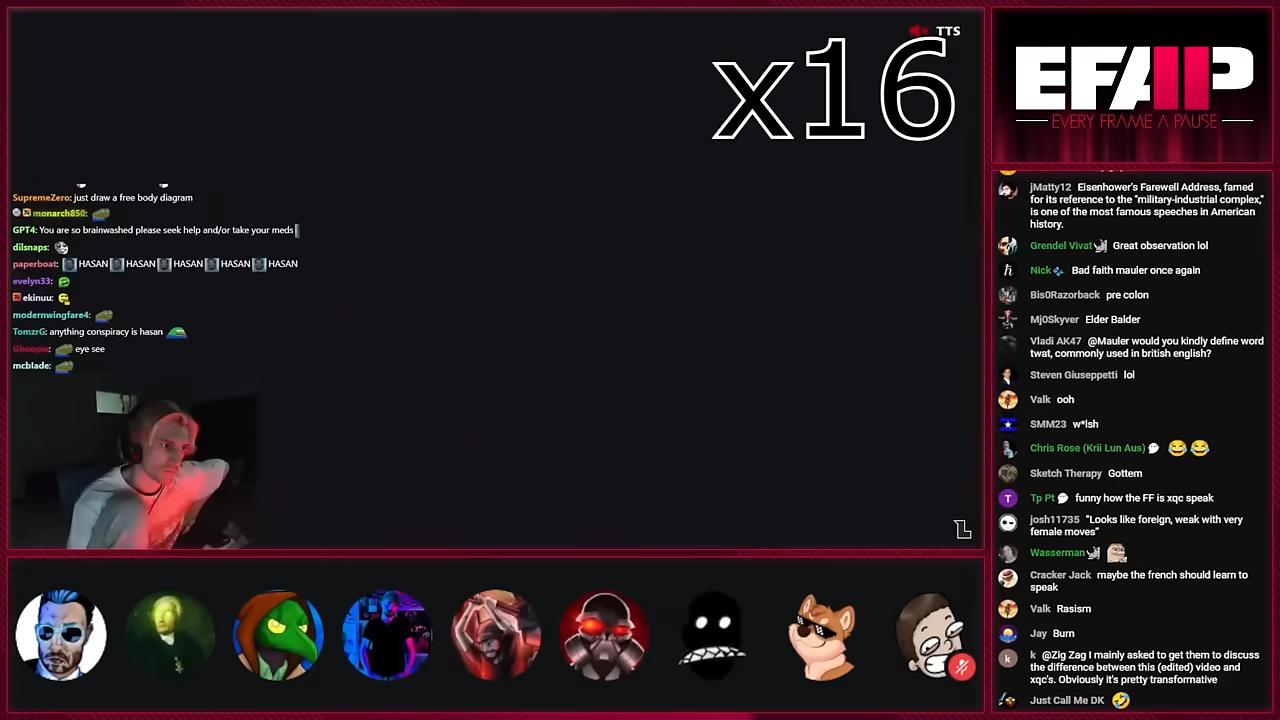 TTS
x16
SupremeZero: just draw a free body diagram
monarch850:
GPT4: You are so brainwashed please seek help and/or take your meds
dilsnaps:
paperboat: HASAN HASAN HASAN HASAN HASAN
evelyn33:
ekinuu:
modernwingfare4:
TomzrG: anything conspiracy is hasan
Ghoopie: eye see
mcblade:
EFAP
EVERY FRAME A PAUSE
jMatty12 Eisenhower's Farewell Address, famed
for its reference to the "military-industrial complex,"
is one of the most famous speeches in American
history.
Grendel Vivat Great observation lol
Nick Bad faith mauler once again
Bis0Razorback pre colon
Mj0Skyver Elder Balder
Vladi AK47 @Mauler would you kindly define word
twat, commonly used in british english?
Steven Giuseppetti lol
Valk ooh
SMM23 w*lsh
Chris Rose (Krii Lun Aus)
Sketch Therapy Gottem
T
Tp Pt funny how the FF is xqc speak
josh11735 "Looks like foreign, weak with very
female moves"
Wasserman
Cracker Jack maybe the french should learn to
speak
Valk Rasism
Jay Burn
k
k @Zig Zag I mainly asked to get them to discuss
the difference between this (edited) video and
xqc's. Obviously it's pretty transformative
Just Call Me DK